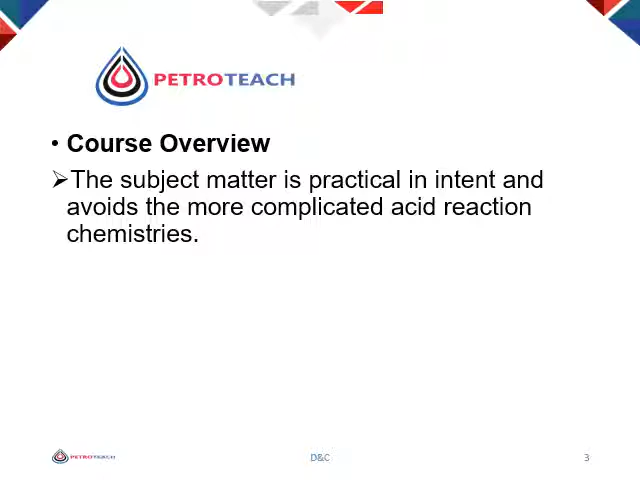 PETROTEACH
• Course Overview
➢The subject matter is practical in intent and
avoids the more complicated acid reaction
chemistries.
PETROTEACH
D&C
3